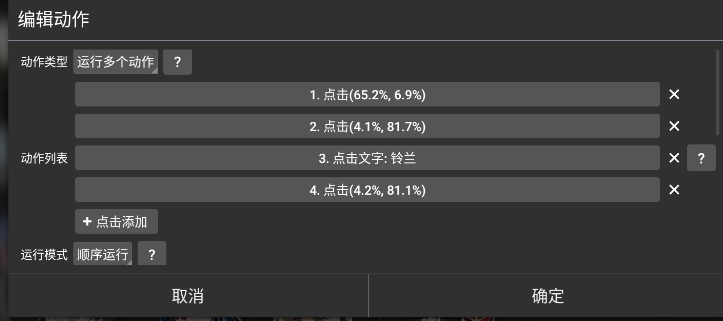 编辑动作
动作类型 运行多个动作 ?
1. 点击(65.2%, 6.9%) ×
2. 点击(4.1%, 81.7%) ×
动作列表 3. 点击文字: 铃兰 × ?
4. 点击(4.2%, 81.1%) ×
+ 点击添加
运行模式 顺序运行 ?
取消 确定